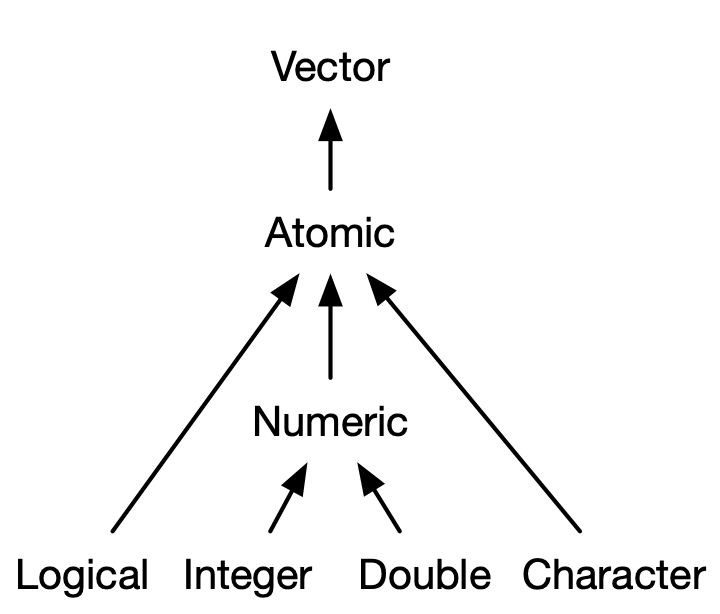 Vector
Atomic
Numeric
Logical Integer Double Character